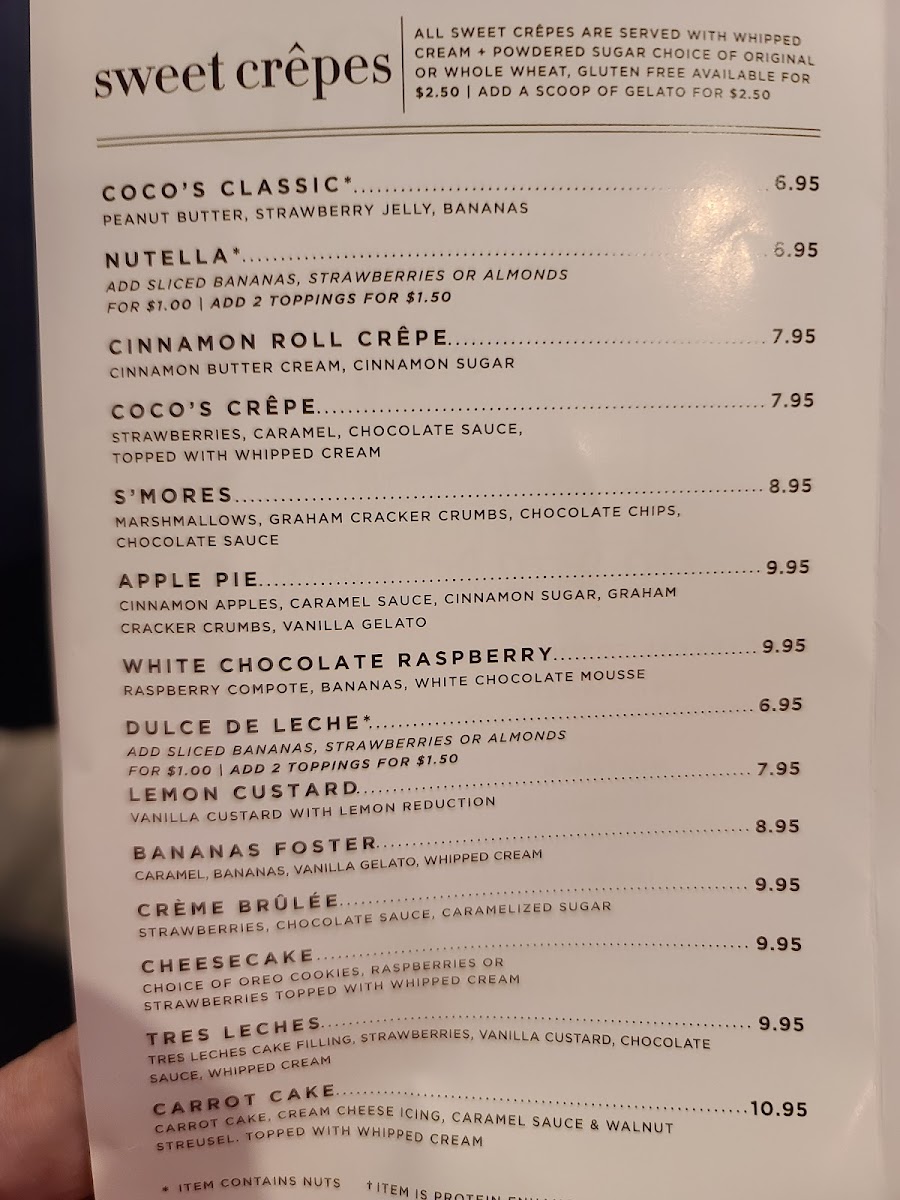 sweet crêpes
ALL SWEET CRÊPES ARE SERVED WITH WHIPPED
CREAM + POWDERED SUGAR CHOICE OF ORIGINAL
OR WHOLE WHEAT, GLUTEN FREE AVAILABLE FOR
$2.50 | ADD A SCOOP OF GELATO FOR $2.50
COCO'S CLASSIC*........ 6.95
PEANUT BUTTER, STRAWBERRY JELLY, BANANAS
NUTELLA*........ 6.95
ADD SLICED BANANAS, STRAWBERRIES OR ALMONDS
FOR $1.00 | ADD 2 TOPPINGS FOR $1.50
CINNAMON ROLL CRÊPE........ 7.95
CINNAMON BUTTER CREAM, CINNAMON SUGAR
COCO'S CRÊPE........ 7.95
STRAWBERRIES, CARAMEL, CHOCOLATE SAUCE,
TOPPED WITH WHIPPED CREAM
S'MORES........ 8.95
MARSHMALLOWS, GRAHAM CRACKER CRUMBS, CHOCOLATE CHIPS,
CHOCOLATE SAUCE
APPLE PIE........ 9.95
CINNAMON APPLES, CARAMEL SAUCE, CINNAMON SUGAR, GRAHAM
CRACKER CRUMBS, VANILLA GELATO
WHITE CHOCOLATE RASPBERRY........ 9.95
RASPBERRY COMPOTE, BANANAS, WHITE CHOCOLATE MOUSSE
DULCE DE LECHE*........ 6.95
ADD SLICED BANANAS, STRAWBERRIES OR ALMONDS
FOR $1.00 | ADD 2 TOPPINGS FOR $1.50
LEMON CUSTARD........ 7.95
VANILLA CUSTARD WITH LEMON REDUCTION
BANANAS FOSTER........ 8.95
CARAMEL, BANANAS, VANILLA GELATO, WHIPPED CREAM
CRÈME BRÛLÉE........ 9.95
STRAWBERRIES, CHOCOLATE SAUCE, CARAMELIZED SUGAR
CHEESECAKE........ 9.95
CHOICE OF OREO COOKIES, RASPBERRIES OR
STRAWBERRIES TOPPED WITH WHIPPED CREAM
TRES LECHES........ 9.95
TRES LECHES CAKE FILLING, STRAWBERRIES, VANILLA CUSTARD, CHOCOLATE
SAUCE, WHIPPED CREAM
CARROT CAKE........ 10.95
CARROT CAKE, CREAM CHEESE ICING, CARAMEL SAUCE & WALNUT
STREUSEL. TOPPED WITH WHIPPED CREAM
* ITEM CONTAINS NUTS †ITEM IS PROTEIN